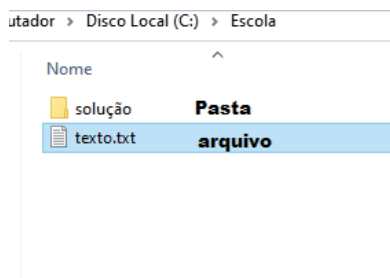 utador > Disco Local (C:) > Escola
Nome
solução Pasta
texto.txt arquivo